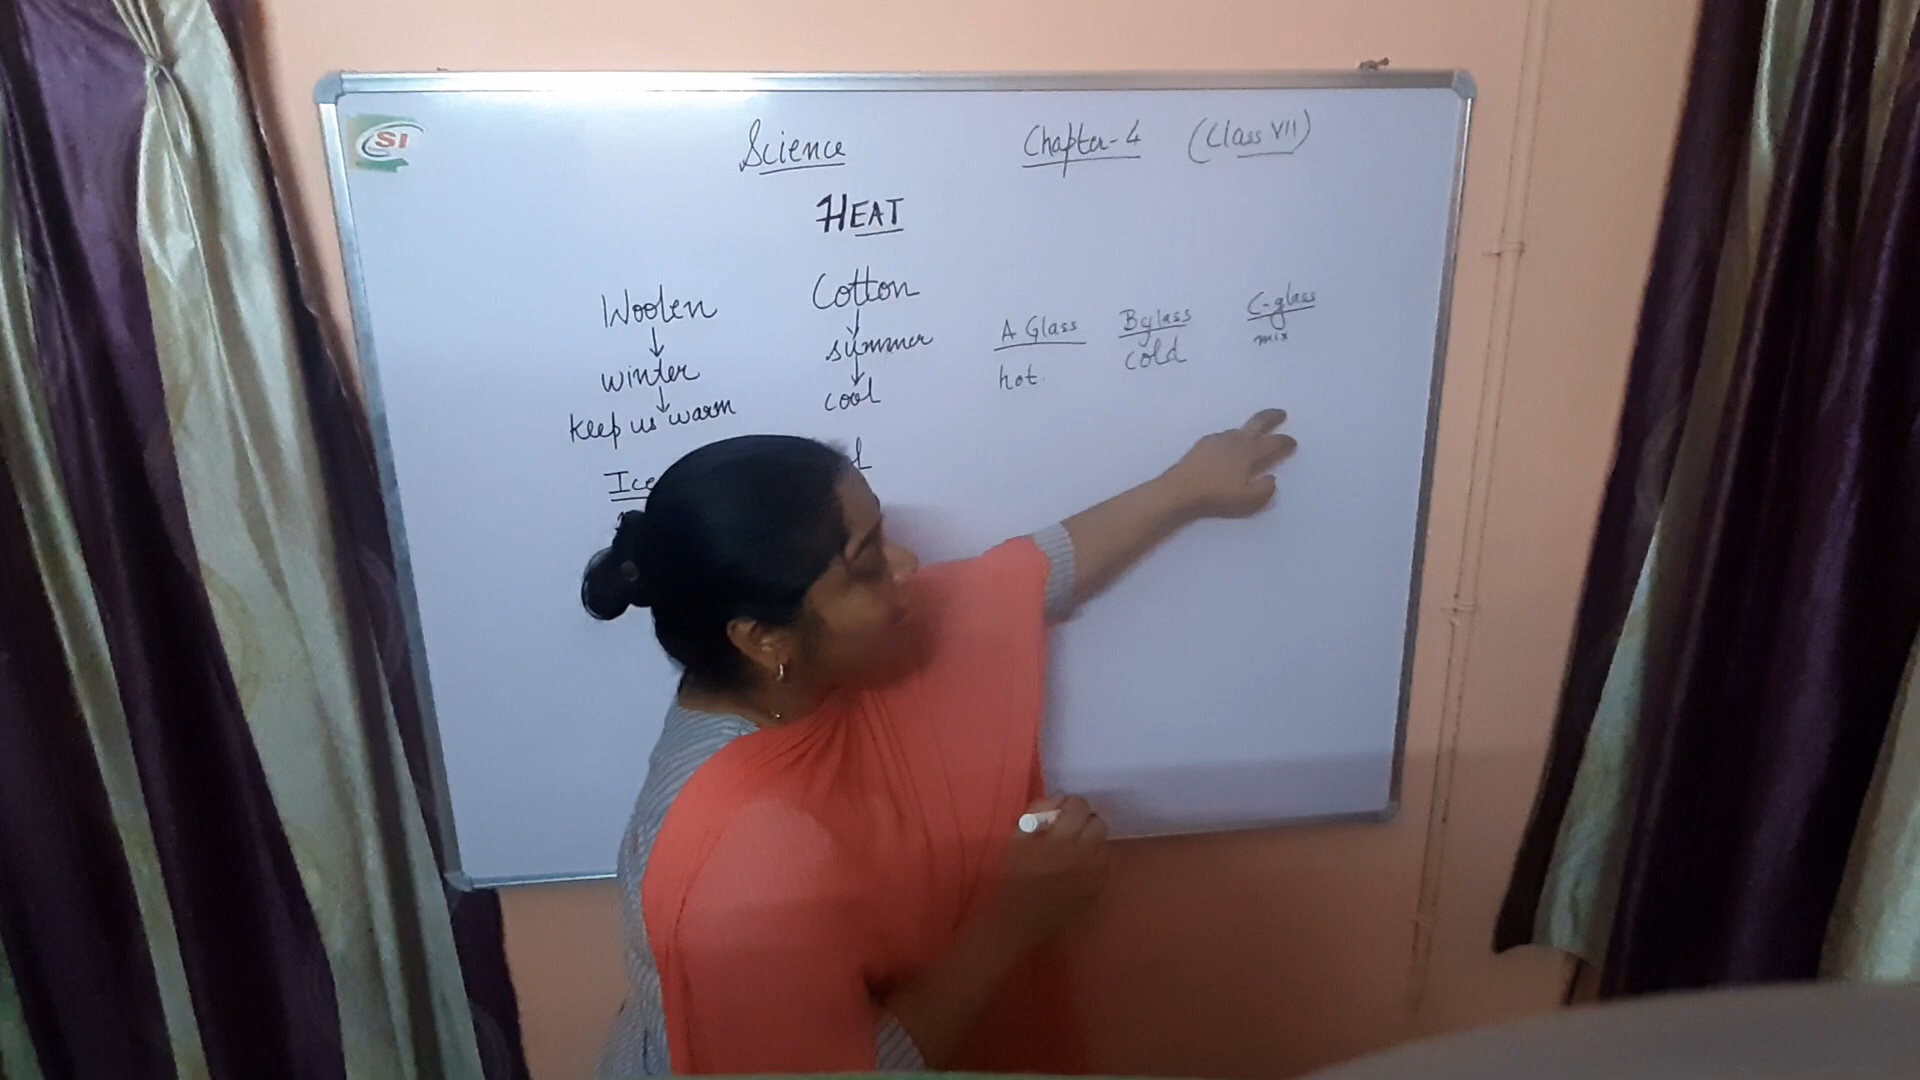 SI
Science Chapter-4 (Class VII)
HEAT
Woolen
↓
winter
↓
Keep us warm
Ice
Cotton
↓
summer
↓
cool
A Glass
hot.
B glass
cold
C-glass
mix